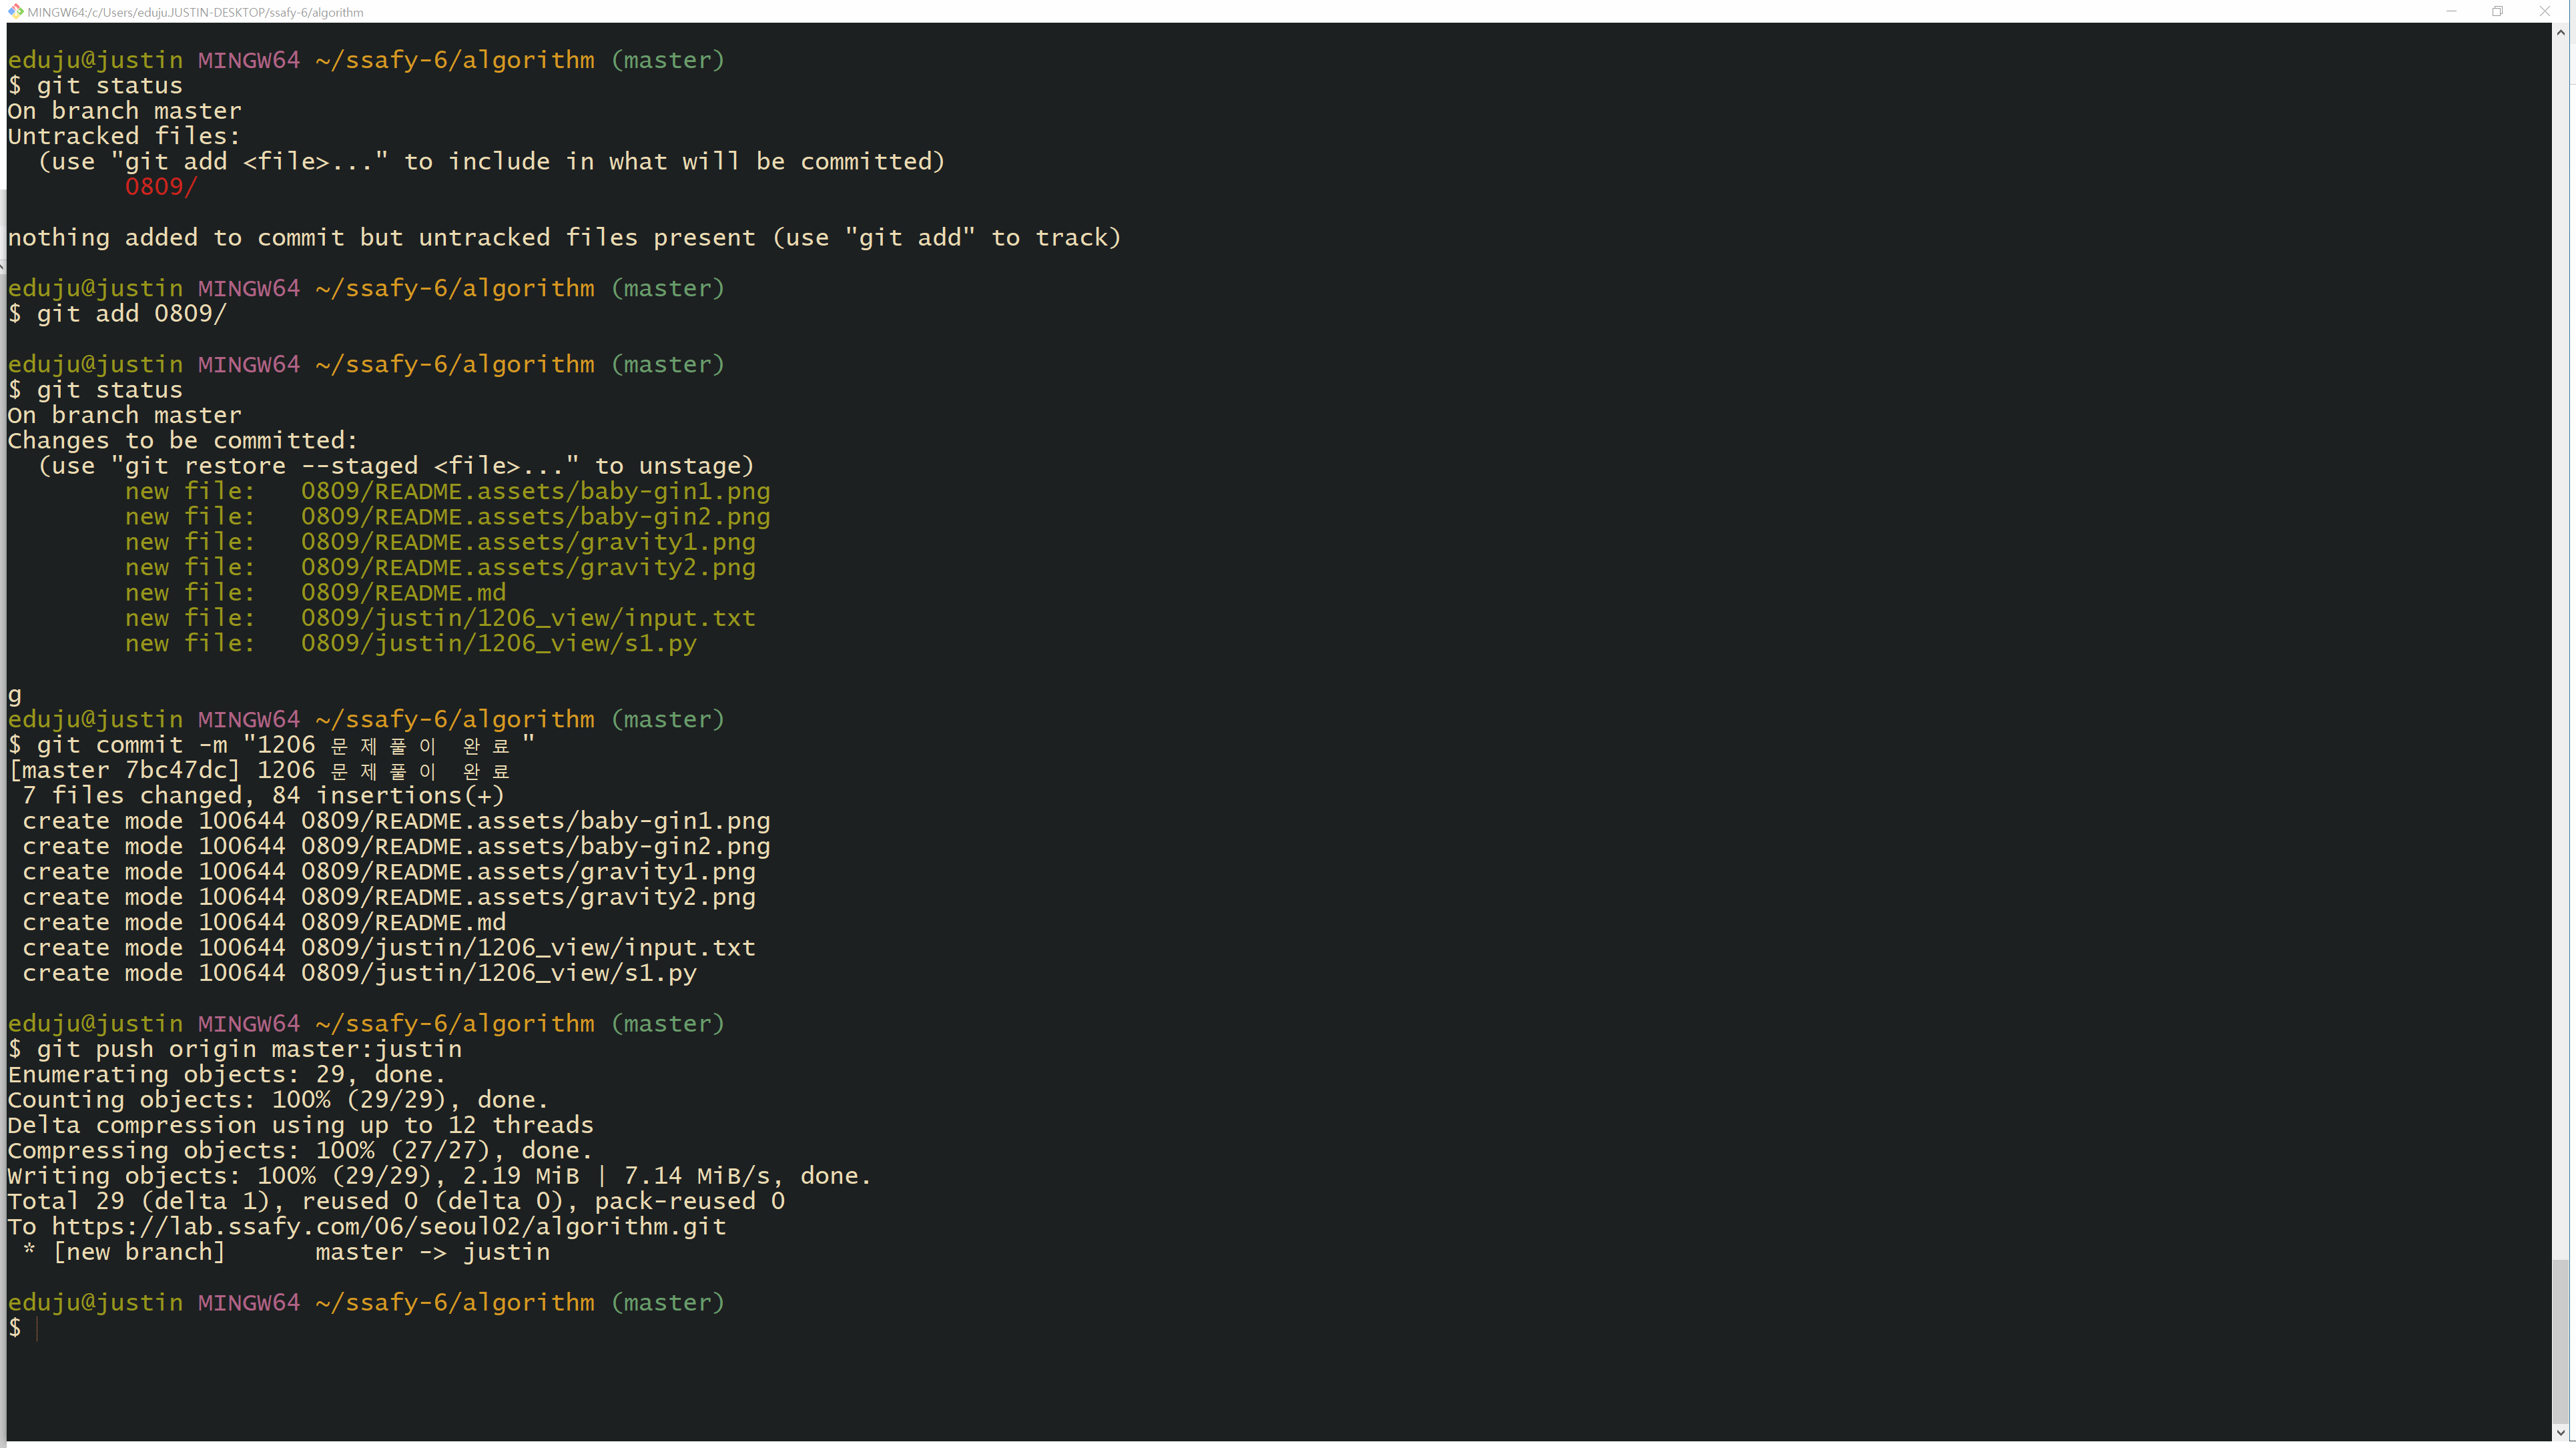 MINGW64:/c/Users/edujuJUSTIN-DESKTOP/ssafy-6/algorithm
eduju@justin MINGW64 ~/ssafy-6/algorithm (master)
$ git status
On branch master
Untracked files:
  (use "git add <file>..." to include in what will be committed)
        0809/
nothing added to commit but untracked files present (use "git add" to track)
eduju@justin MINGW64 ~/ssafy-6/algorithm (master)
$ git add 0809/
eduju@justin MINGW64 ~/ssafy-6/algorithm (master)
$ git status
On branch master
Changes to be committed:
  (use "git restore --staged <file>..." to unstage)
        new file:   0809/README.assets/baby-gin1.png
        new file:   0809/README.assets/baby-gin2.png
        new file:   0809/README.assets/gravity1.png
        new file:   0809/README.assets/gravity2.png
        new file:   0809/README.md
        new file:   0809/justin/1206_view/input.txt
        new file:   0809/justin/1206_view/s1.py
g
eduju@justin MINGW64 ~/ssafy-6/algorithm (master)
$ git commit -m "1206 문제풀이 완료"
[master 7bc47dc] 1206 문제풀이 완료
 7 files changed, 84 insertions(+)
 create mode 100644 0809/README.assets/baby-gin1.png
 create mode 100644 0809/README.assets/baby-gin2.png
 create mode 100644 0809/README.assets/gravity1.png
 create mode 100644 0809/README.assets/gravity2.png
 create mode 100644 0809/README.md
 create mode 100644 0809/justin/1206_view/input.txt
 create mode 100644 0809/justin/1206_view/s1.py
eduju@justin MINGW64 ~/ssafy-6/algorithm (master)
$ git push origin master:justin
Enumerating objects: 29, done.
Counting objects: 100% (29/29), done.
Delta compression using up to 12 threads
Compressing objects: 100% (27/27), done.
Writing objects: 100% (29/29), 2.19 MiB | 7.14 MiB/s, done.
Total 29 (delta 1), reused 0 (delta 0), pack-reused 0
To https://lab.ssafy.com/06/seoul02/algorithm.git
 * [new branch]      master -> justin
eduju@justin MINGW64 ~/ssafy-6/algorithm (master)
$